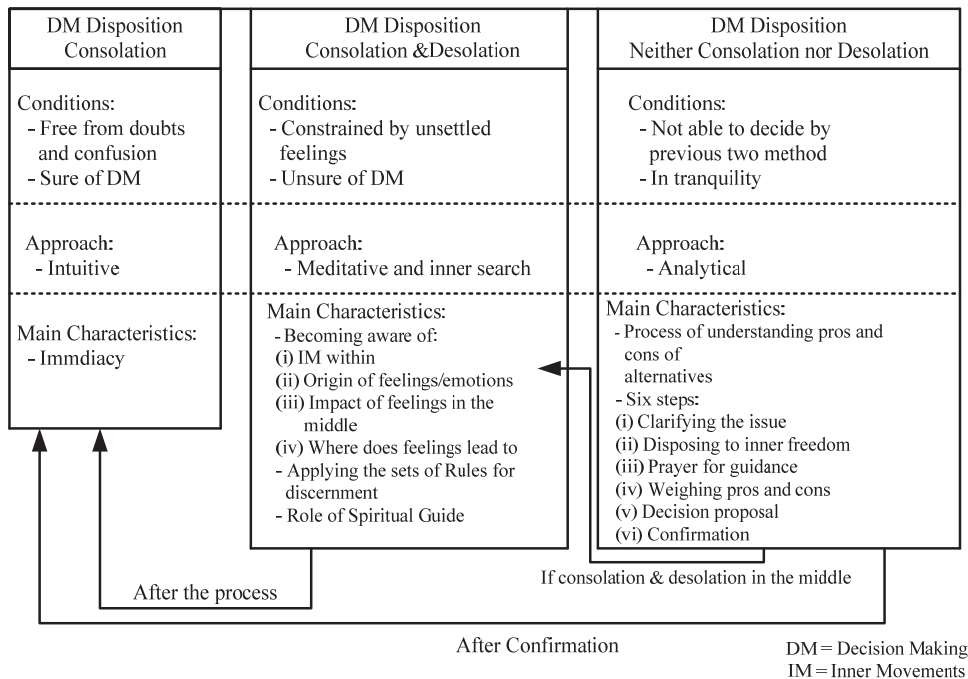 DM Disposition
Consolation
Conditions:
- Free from doubts
and confusion
- Sure of DM
Approach:
- Intuitive
Main Characteristics:
- Immdiacy
DM Disposition
Consolation &Desolation
Conditions:
- Constrained by unsettled
feelings
- Unsure of DM
Approach:
- Meditative and inner search
Main Characteristics:
- Becoming aware of:
(i) IM within
(ii) Origin of feelings/emotions
(iii) Impact of feelings in the
middle
(iv) Where does feelings lead to
- Applying the sets of Rules for
discernment
- Role of Spiritual Guide
DM Disposition
Neither Consolation nor Desolation
Conditions:
- Not able to decide by
previous two method
- In tranquility
Approach:
- Analytical
Main Characteristics:
- Process of understanding pros and
cons of
alternatives
- Six steps:
(i) Clarifying the issue
(ii) Disposing to inner freedom
(iii) Prayer for guidance
(iv) Weighing pros and cons
(v) Decision proposal
(vi) Confirmation
If consolation & desolation in the middle
After the process
After Confirmation
DM = Decision Making
IM = Inner Movements